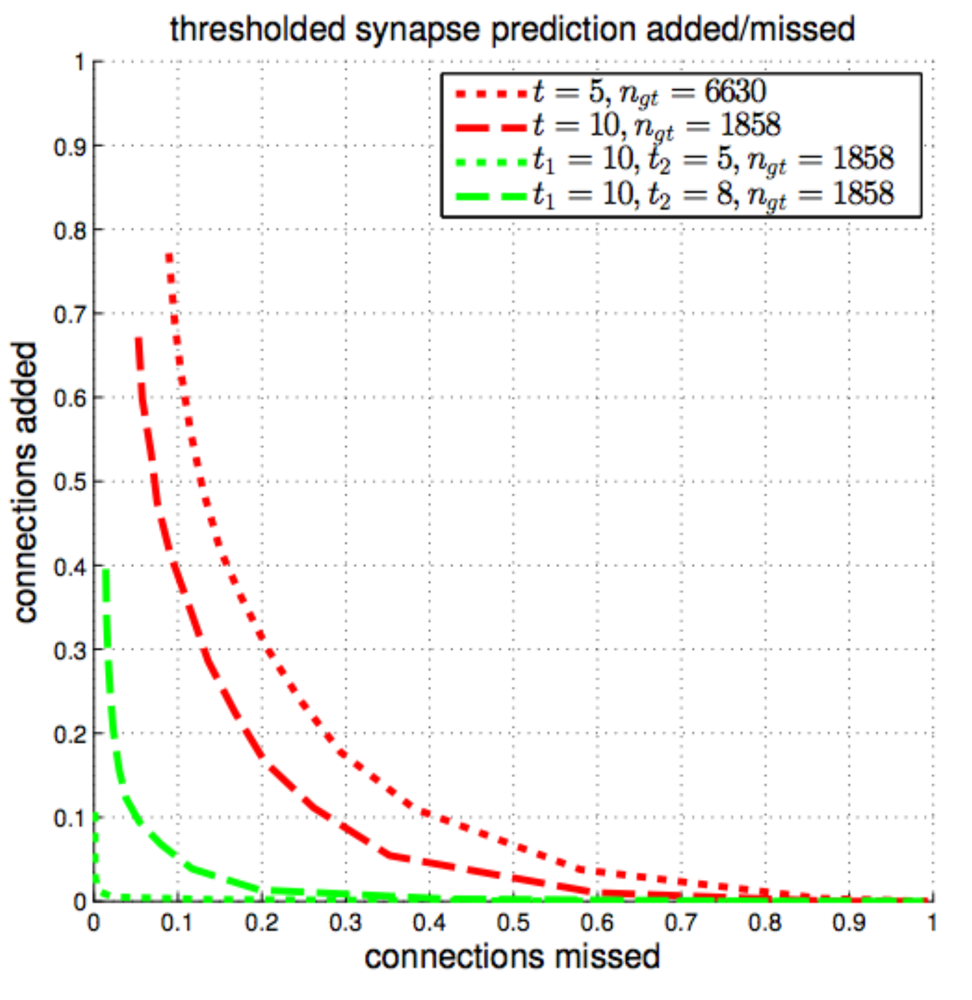 thresholded synapse prediction added/missed
t = 5, n_gt = 6630
t = 10, n_gt = 1858
t_1 = 10, t_2 = 5, n_gt = 1858
t_1 = 10, t_2 = 8, n_gt = 1858
connections added
1
0.9
0.8
0.7
0.6
0.5
0.4
0.3
0.2
0.1
0
0 0.1 0.2 0.3 0.4 0.5 0.6 0.7 0.8 0.9 1
connections missed